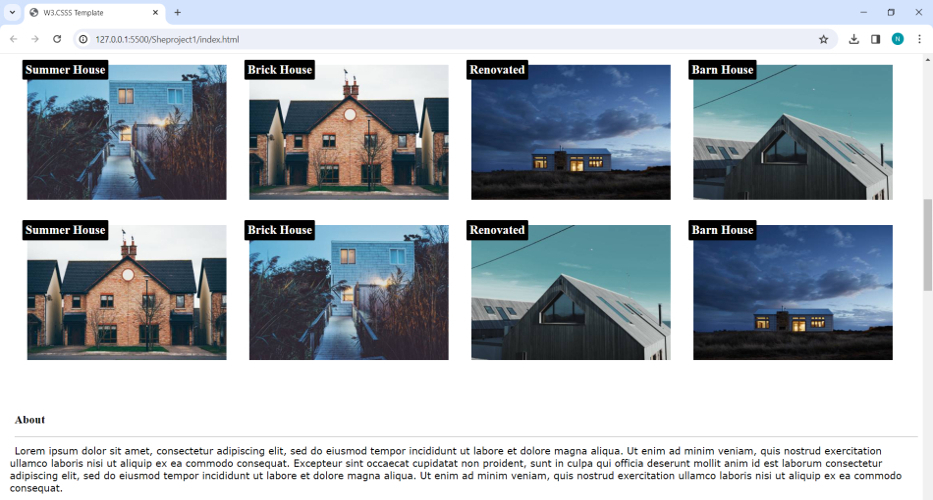 W3.CSSS Template
127.0.0.1:5500/Sheproject1/index.html
N
Summer House Brick House Renovated Barn House
Summer House Brick House Renovated Barn House
About
Lorem ipsum dolor sit amet, consectetur adipiscing elit, sed do eiusmod tempor incididunt ut labore et dolore magna aliqua. Ut enim ad minim veniam, quis nostrud exercitation
ullamco laboris nisi ut aliquip ex ea commodo consequat. Excepteur sint occaecat cupidatat non proident, sunt in culpa qui officia deserunt mollit anim id est laborum consectetur
adipiscing elit, sed do eiusmod tempor incididunt ut labore et dolore magna aliqua. Ut enim ad minim veniam, quis nostrud exercitation ullamco laboris nisi ut aliquip ex ea commodo
consequat.